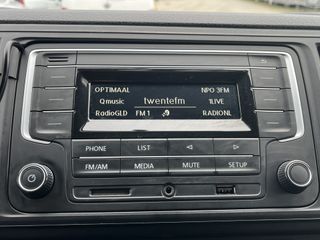 OPTIMAAL NPO 3FM
Qmusic twentefm 1LIVE
RadioGLD FM 1 RADIONL
PHONE LIST MUTE SETUP
FM/AM MEDIA